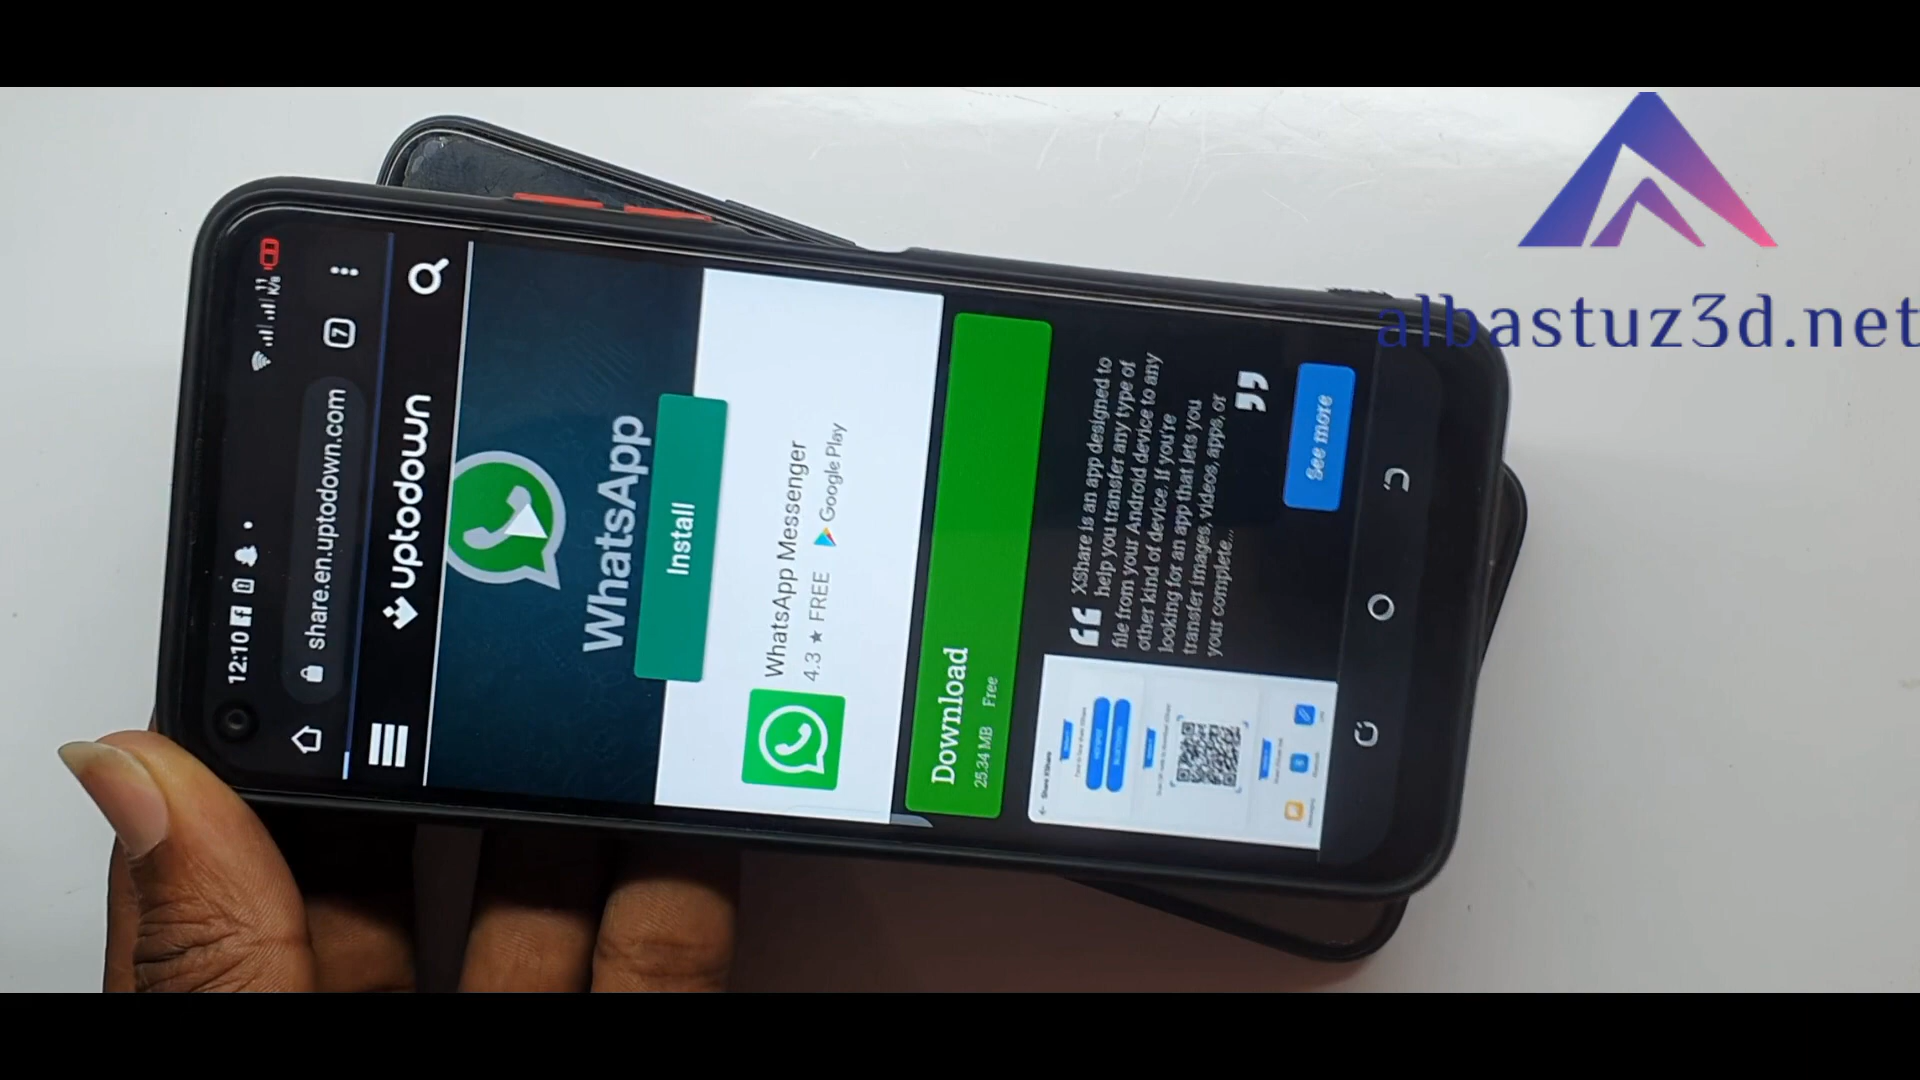 albastuz3d.net
12:10
11
K/s
share.en.uptodown.com
7
uptodown
WhatsApp
Install
WhatsApp Messenger
4.3 ★ FREE Google Play
Download
25.34 MB Free
XShare is an app designed to
help you transfer any type of
file from your Android device to any
other kind of device. If you're
looking for an app that lets you
transfer images, videos, apps, or
your complete...
See more